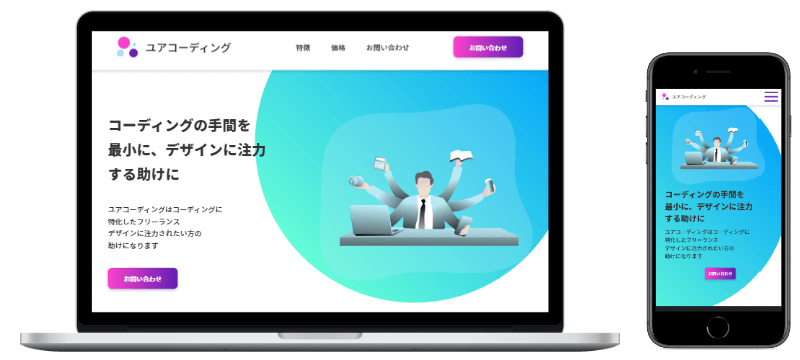 ユアコーディング
特徴 価格 お問い合わせ お問い合わせ
コーディングの手間を
最小に、デザインに注力
する助けに
ユアコーディングはコーディングに
特化したフリーランス
デザインに注力されたい方の
助けになります
お問い合わせ
ユアコーディング
コーディングの手間を
最小に、デザインに注力
する助けに
ユアコーディングはコーディングに
特化したフリーランス
デザインに注力されたい方の
助けになります
お問い合わせ